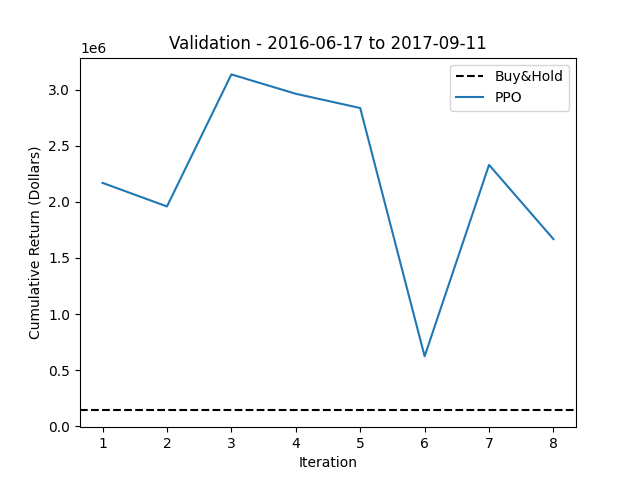 Validation - 2016-06-17 to 2017-09-11
1e6
Buy&Hold
PPO
3.0
2.5
2.0
1.5
1.0
0.5
0.0
Cumulative Return (Dollars)
1 2 3 4 5 6 7 8
Iteration